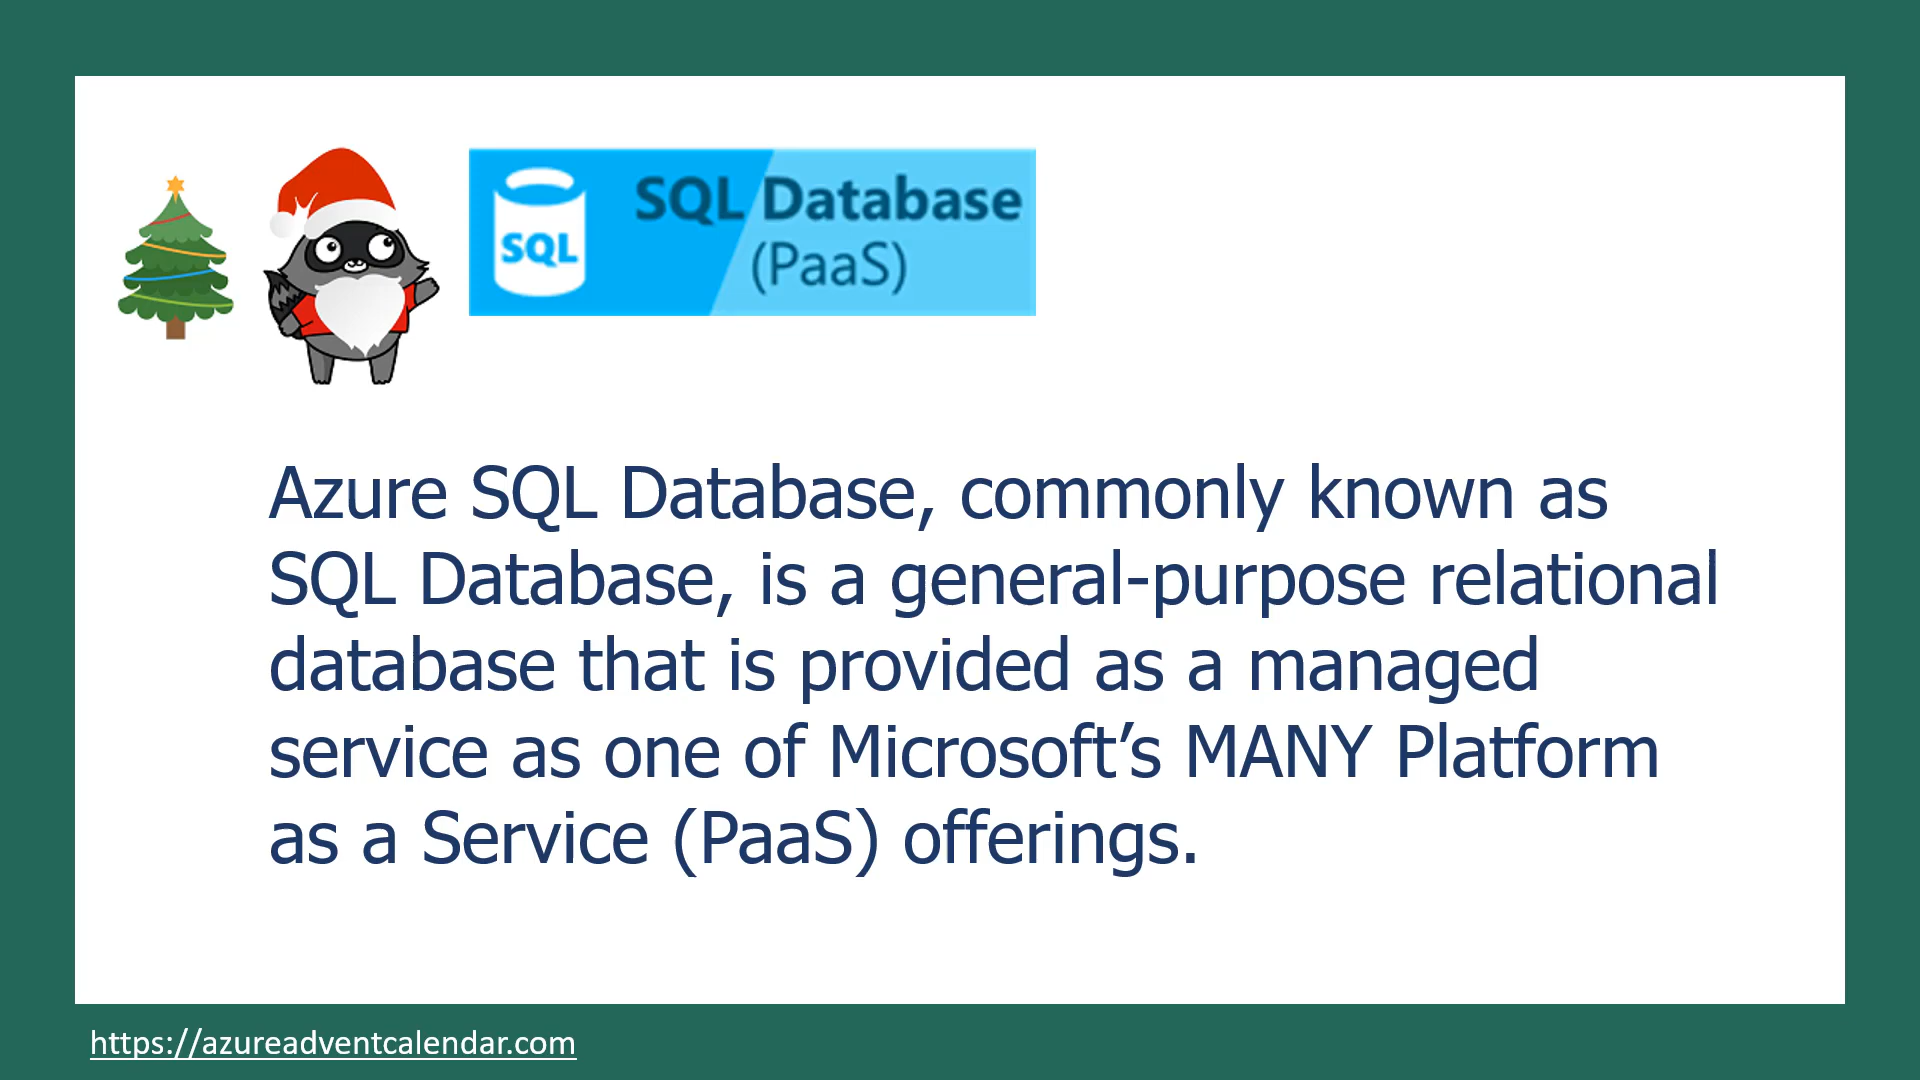 SQL
SQL Database
(PaaS)
Azure SQL Database, commonly known as
SQL Database, is a general-purpose relational
database that is provided as a managed
service as one of Microsoft’s MANY Platform
as a Service (PaaS) offerings.
https://azureadventcalendar.com